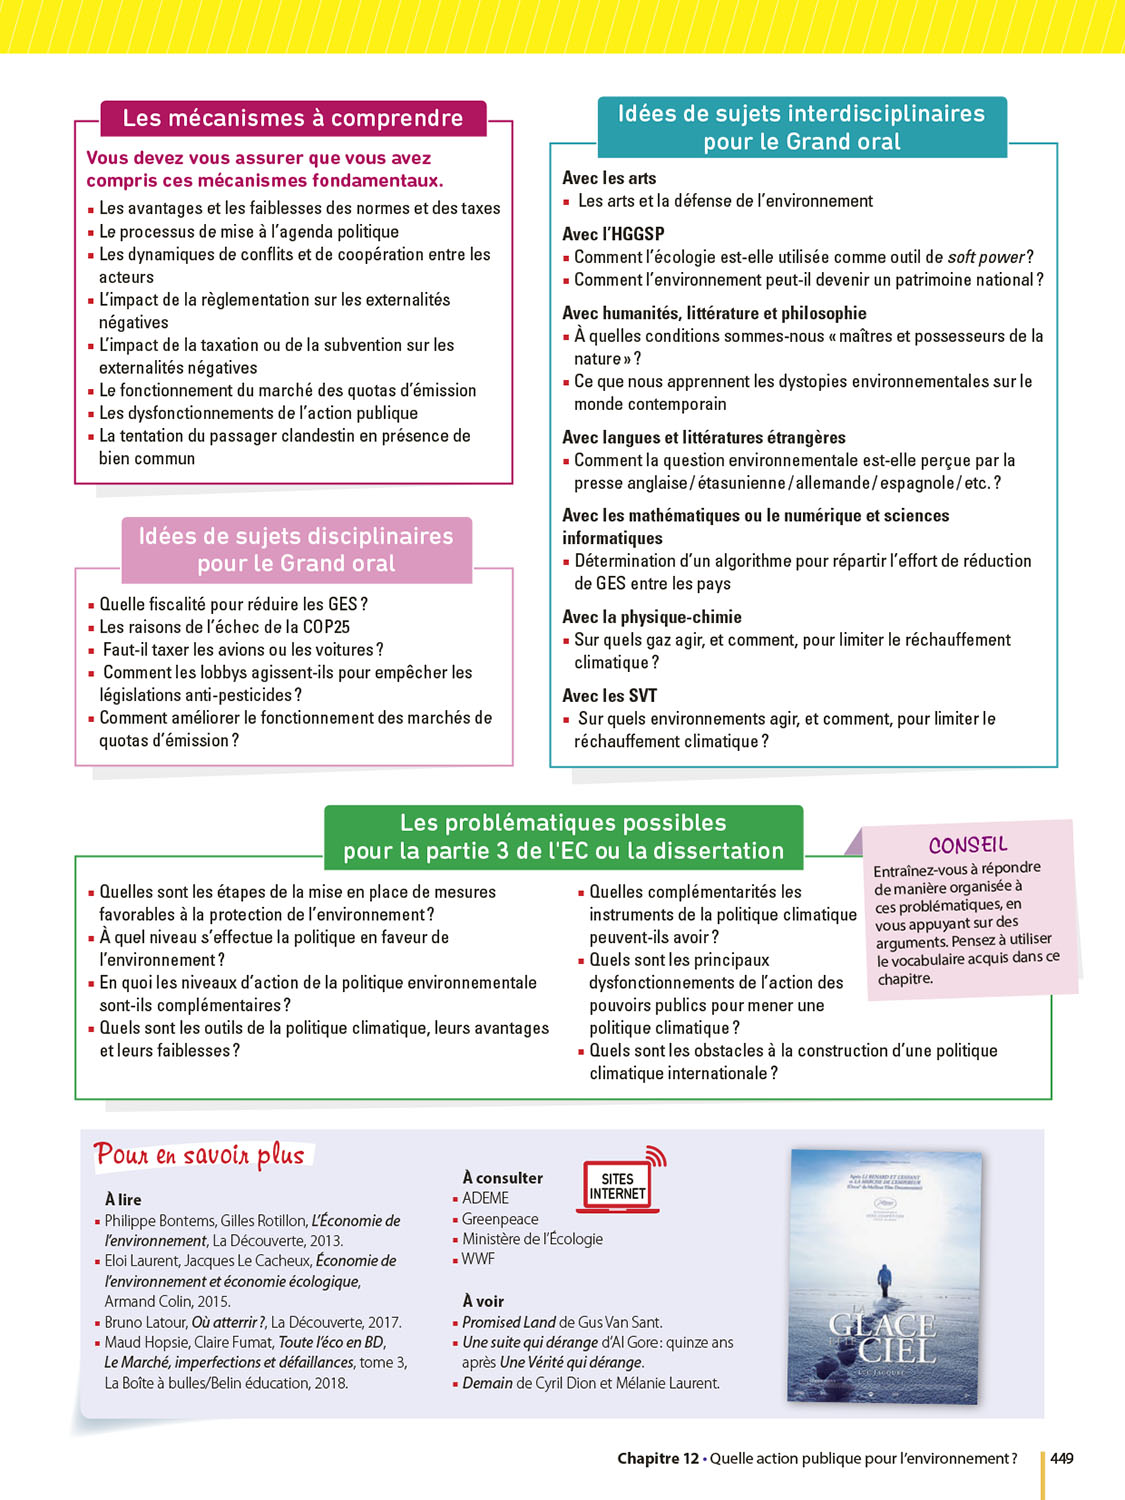 Les mécanismes à comprendre
Vous devez vous assurer que vous avez
compris ces mécanismes fondamentaux.
▪ Les avantages et les faiblesses des normes et des taxes
▪ Le processus de mise à l'agenda politique
▪ Les dynamiques de conflits et de coopération entre les
acteurs
▪ L'impact de la règlementation sur les externalités
négatives
▪ L'impact de la taxation ou de la subvention sur les
externalités négatives
▪ Le fonctionnement du marché des quotas d'émission
▪ Les dysfonctionnements de l'action publique
▪ La tentation du passager clandestin en présence de
bien commun
Idées de sujets disciplinaires
pour le Grand oral
▪ Quelle fiscalité pour réduire les GES ?
▪ Les raisons de l'échec de la COP25
▪ Faut-il taxer les avions ou les voitures ?
▪ Comment les lobbys agissent-ils pour empêcher les
législations anti-pesticides ?
▪ Comment améliorer le fonctionnement des marchés de
quotas d'émission ?
Idées de sujets interdisciplinaires
pour le Grand oral
Avec les arts
▪ Les arts et la défense de l'environnement
Avec l'HGGSP
▪ Comment l'écologie est-elle utilisée comme outil de soft power ?
▪ Comment l'environnement peut-il devenir un patrimoine national ?
Avec humanités, littérature et philosophie
▪ À quelles conditions sommes-nous « maîtres et possesseurs de la
nature » ?
▪ Ce que nous apprennent les dystopies environnementales sur le
monde contemporain
Avec langues et littératures étrangères
▪ Comment la question environnementale est-elle perçue par la
presse anglaise / étasunienne / allemande / espagnole / etc. ?
Avec les mathématiques ou le numérique et sciences
informatiques
▪ Détermination d'un algorithme pour répartir l'effort de réduction
de GES entre les pays
Avec la physique-chimie
▪ Sur quels gaz agir, et comment, pour limiter le réchauffement
climatique ?
Avec les SVT
▪ Sur quels environnements agir, et comment, pour limiter le
réchauffement climatique ?
Les problématiques possibles
pour la partie 3 de l'EC ou la dissertation
▪ Quelles sont les étapes de la mise en place de mesures
favorables à la protection de l'environnement ?
▪ À quel niveau s'effectue la politique en faveur de
l'environnement ?
▪ En quoi les niveaux d'action de la politique environnementale
sont-ils complémentaires ?
▪ Quels sont les outils de la politique climatique, leurs avantages
et leurs faiblesses ?
▪ Quelles complémentarités les
instruments de la politique climatique
peuvent-ils avoir ?
▪ Quels sont les principaux
dysfonctionnements de l'action des
pouvoirs publics pour mener une
politique climatique ?
▪ Quels sont les obstacles à la construction d'une politique
climatique internationale ?
CONSEIL
Entraînez-vous à répondre
de manière organisée à
ces problématiques, en
vous appuyant sur des
arguments. Pensez à utiliser
le vocabulaire acquis dans ce
chapitre.
Pour en savoir plus
À lire
▪ Philippe Bontems, Gilles Rotillon, L'Économie de
l'environnement, La Découverte, 2013.
▪ Eloi Laurent, Jacques Le Cacheux, Économie de
l'environnement et économie écologique,
Armand Colin, 2015.
▪ Bruno Latour, Où atterrir ?, La Découverte, 2017.
▪ Maud Hopsie, Claire Fumat, Toute l'éco en BD,
Le Marché, imperfections et défaillances, tome 3,
La Boîte à bulles/Belin éducation, 2018.
À consulter
▪ ADEME
▪ Greenpeace
▪ Ministère de l'Écologie
▪ WWF
SITES
INTERNET
À voir
▪ Promised Land de Gus Van Sant.
▪ Une suite qui dérange d'Al Gore : quinze ans
après Une Vérité qui dérange.
▪ Demain de Cyril Dion et Mélanie Laurent.
Après LE RENARD ET L'ENFANT
et LA MARCHE DE L'EMPEREUR
(Oscar® du Meilleur Film Documentaire)
LA
GLACE
ET LE
CIEL
LUC JACQUET
Chapitre 12 • Quelle action publique pour l'environnement ?
449